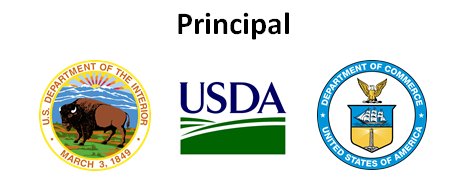 Principal
U.S. DEPARTMENT OF THE INTERIOR
MARCH 3, 1849
USDA
DEPARTMENT OF COMMERCE
UNITED STATES OF AMERICA